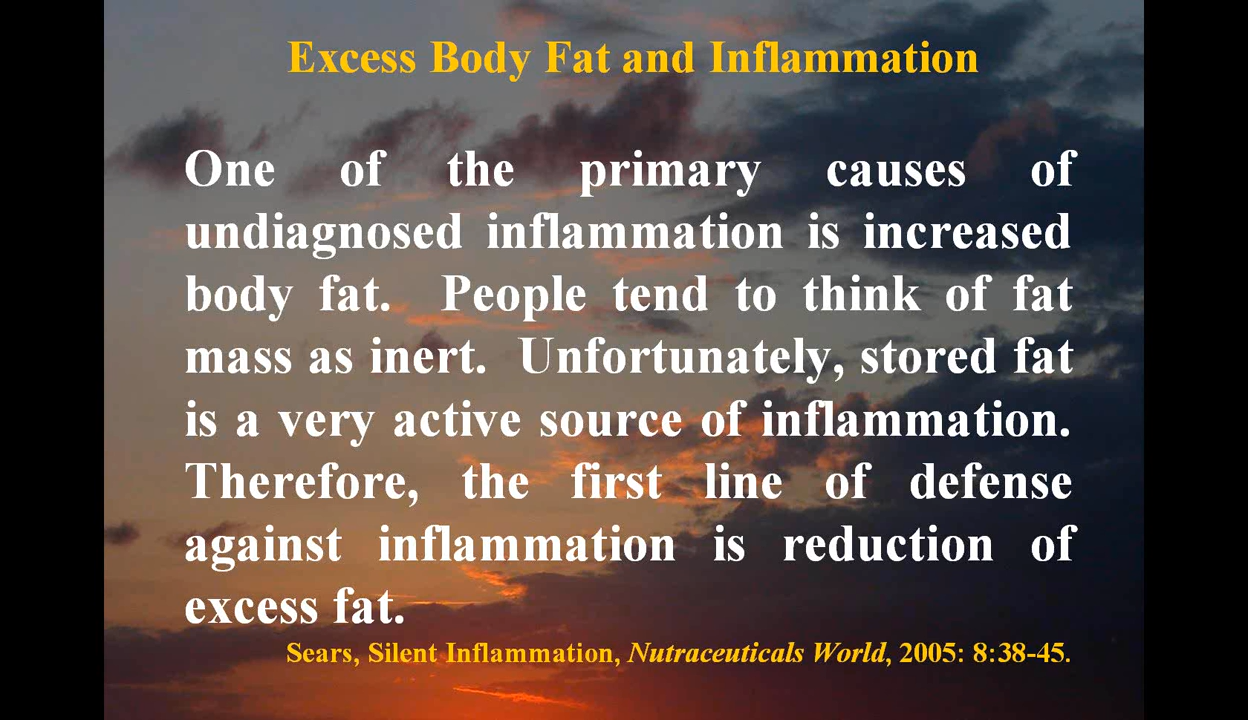 Excess Body Fat and Inflammation
One of the primary causes of
undiagnosed inflammation is increased
body fat. People tend to think of fat
mass as inert. Unfortunately, stored fat
is a very active source of inflammation.
Therefore, the first line of defense
against inflammation is reduction of
excess fat.
Sears, Silent Inflammation, Nutraceuticals World, 2005: 8:38-45.